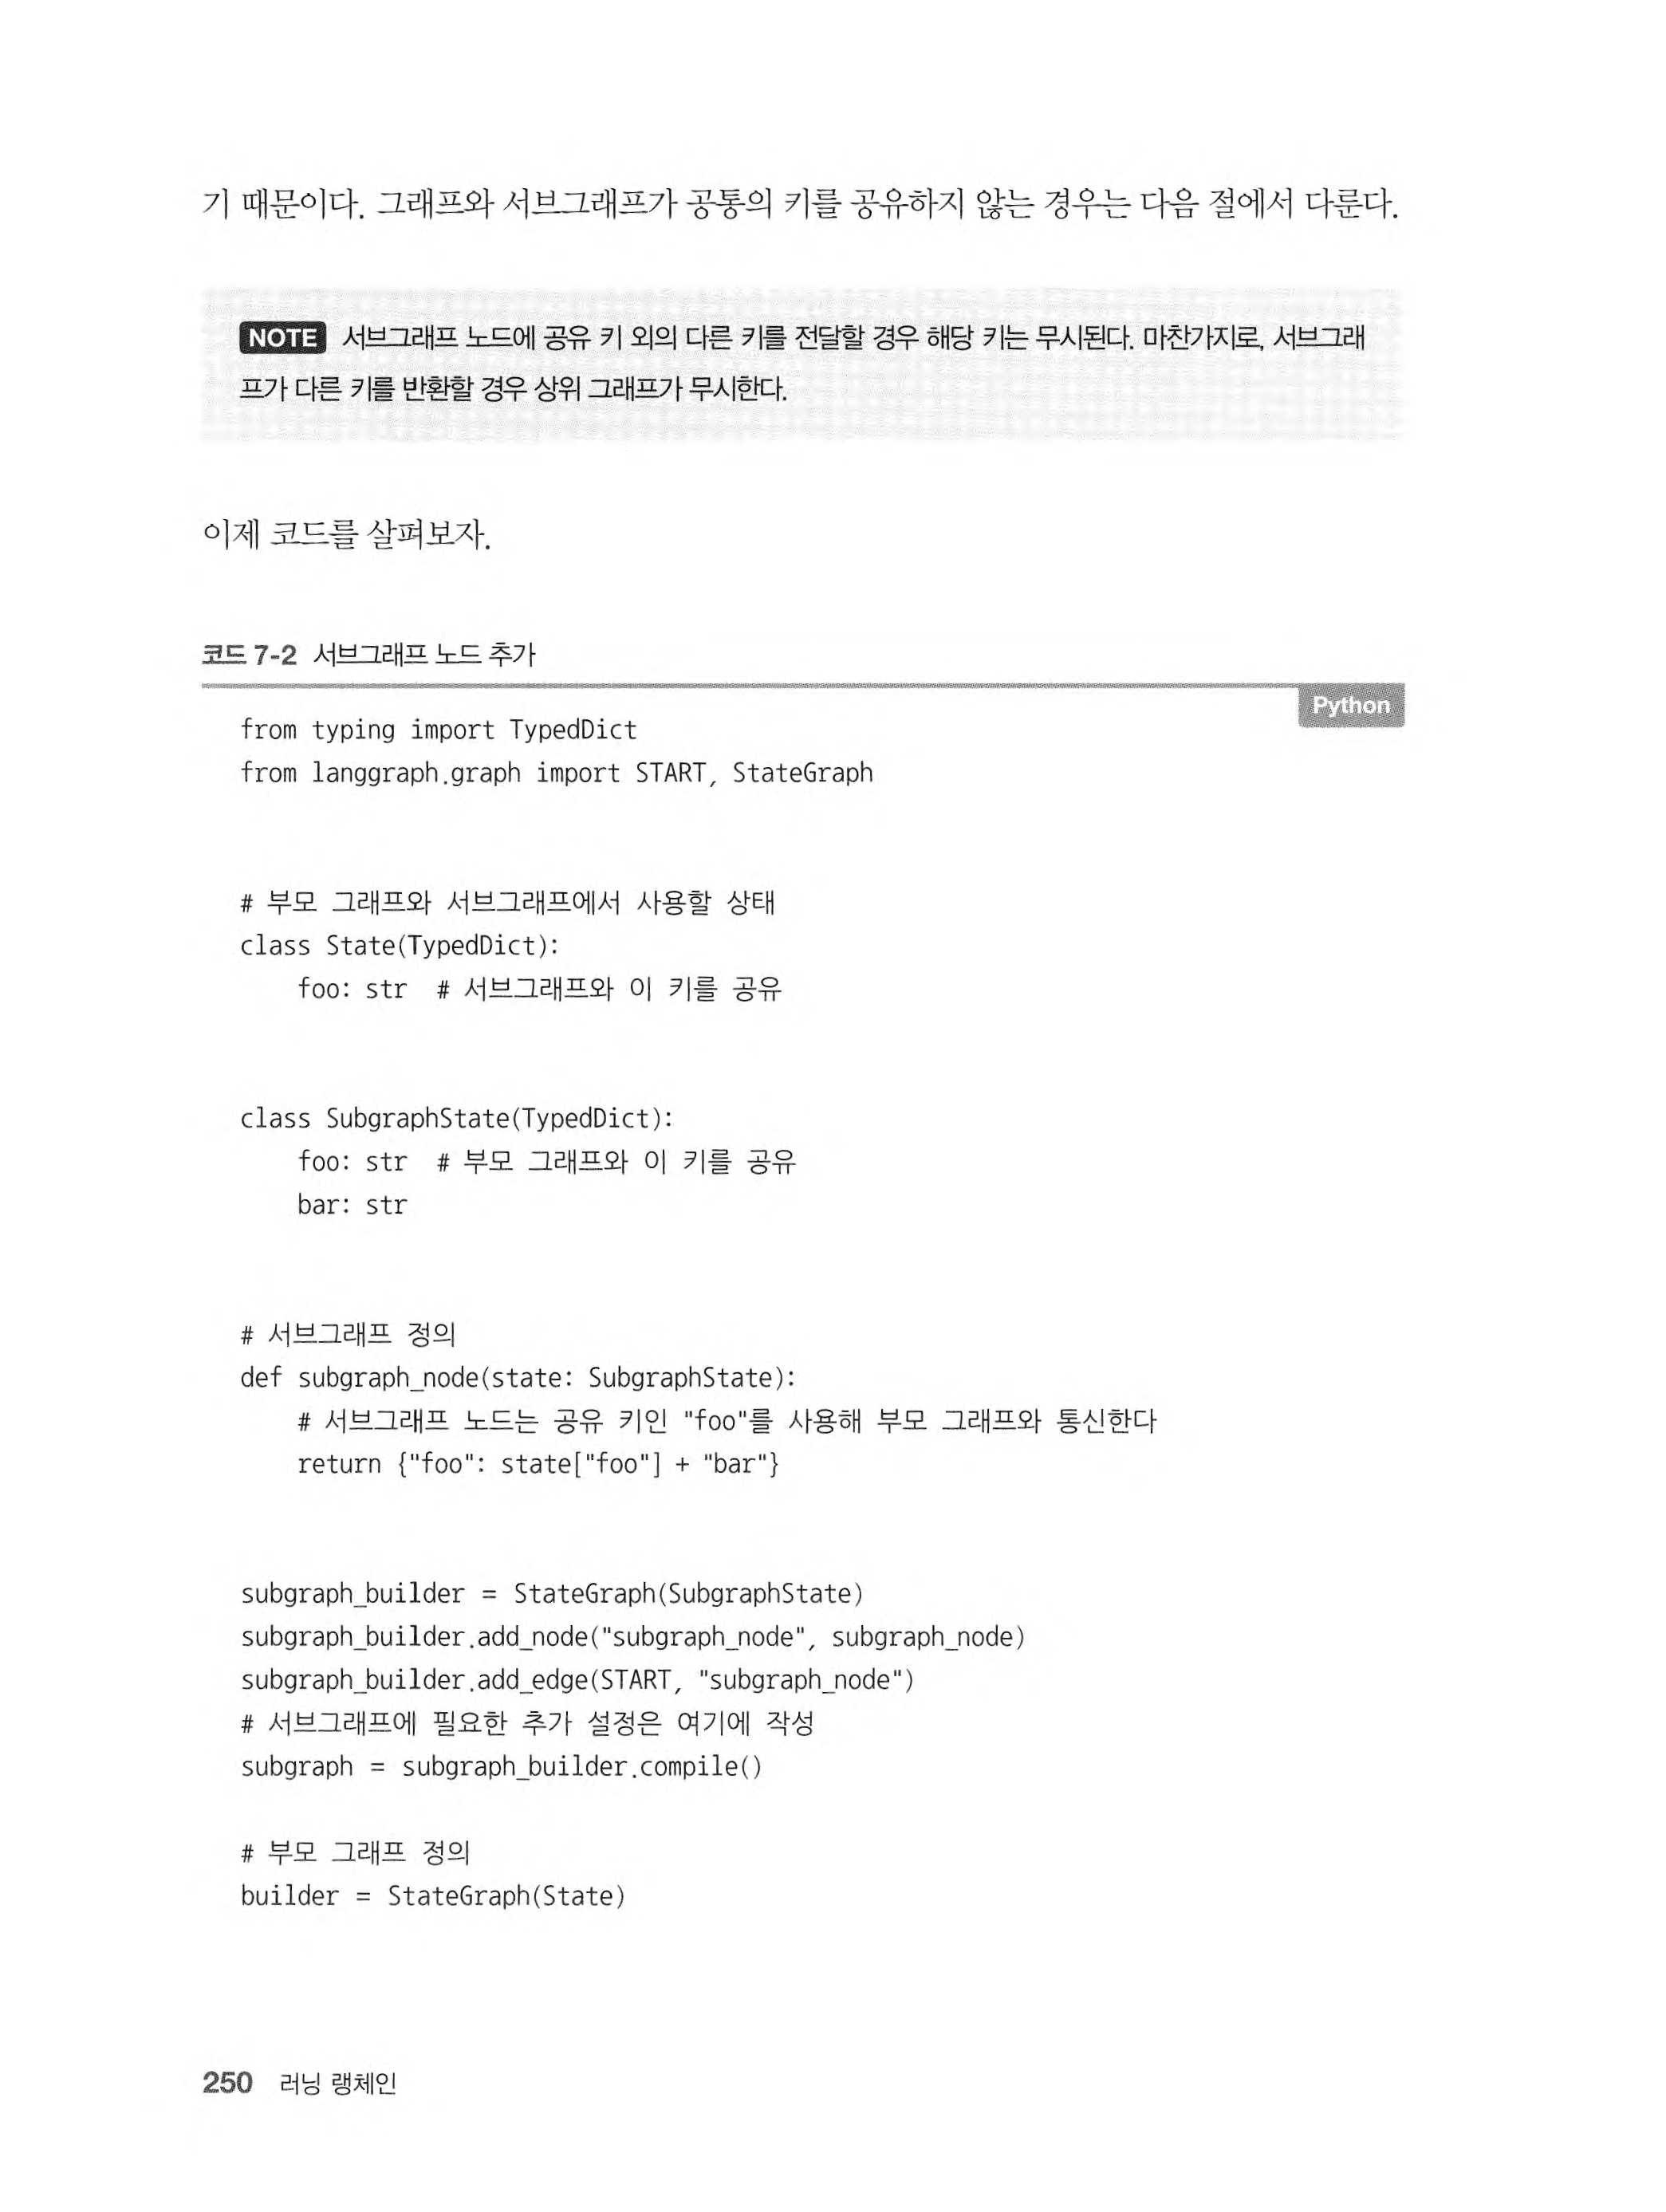 기 때문이다. 그래프와 서브그래프가 공통의 키를 공유하지 않는 경우는 다음 절에서 다룬다.
NOTE 서브그래프 노드에 공유 키 외의 다른 키를 전달할 경우 해당 키는 무시된다. 마찬가지로, 서브그래
프가 다른 키를 반환할 경우 상위 그래프가 무시한다.
이제 코드를 살펴보자.
코드 7-2 서브그래프 노드 추가
Python
from typing import TypedDict
from langgraph.graph import START, StateGraph
# 부모 그래프와 서브그래프에서 사용할 상태
class State(TypedDict):
    foo: str  # 서브그래프와 이 키를 공유
class SubgraphState(TypedDict):
    foo: str  # 부모 그래프와 이 키를 공유
    bar: str
# 서브그래프 정의
def subgraph_node(state: SubgraphState):
    # 서브그래프 노드는 공유 키인 "foo"를 사용해 부모 그래프와 통신한다
    return {"foo": state["foo"] + "bar"}
subgraph_builder = StateGraph(SubgraphState)
subgraph_builder.add_node("subgraph_node", subgraph_node)
subgraph_builder.add_edge(START, "subgraph_node")
# 서브그래프에 필요한 추가 설정은 여기에 작성
subgraph = subgraph_builder.compile()
# 부모 그래프 정의
builder = StateGraph(State)
250 러닝 랭체인